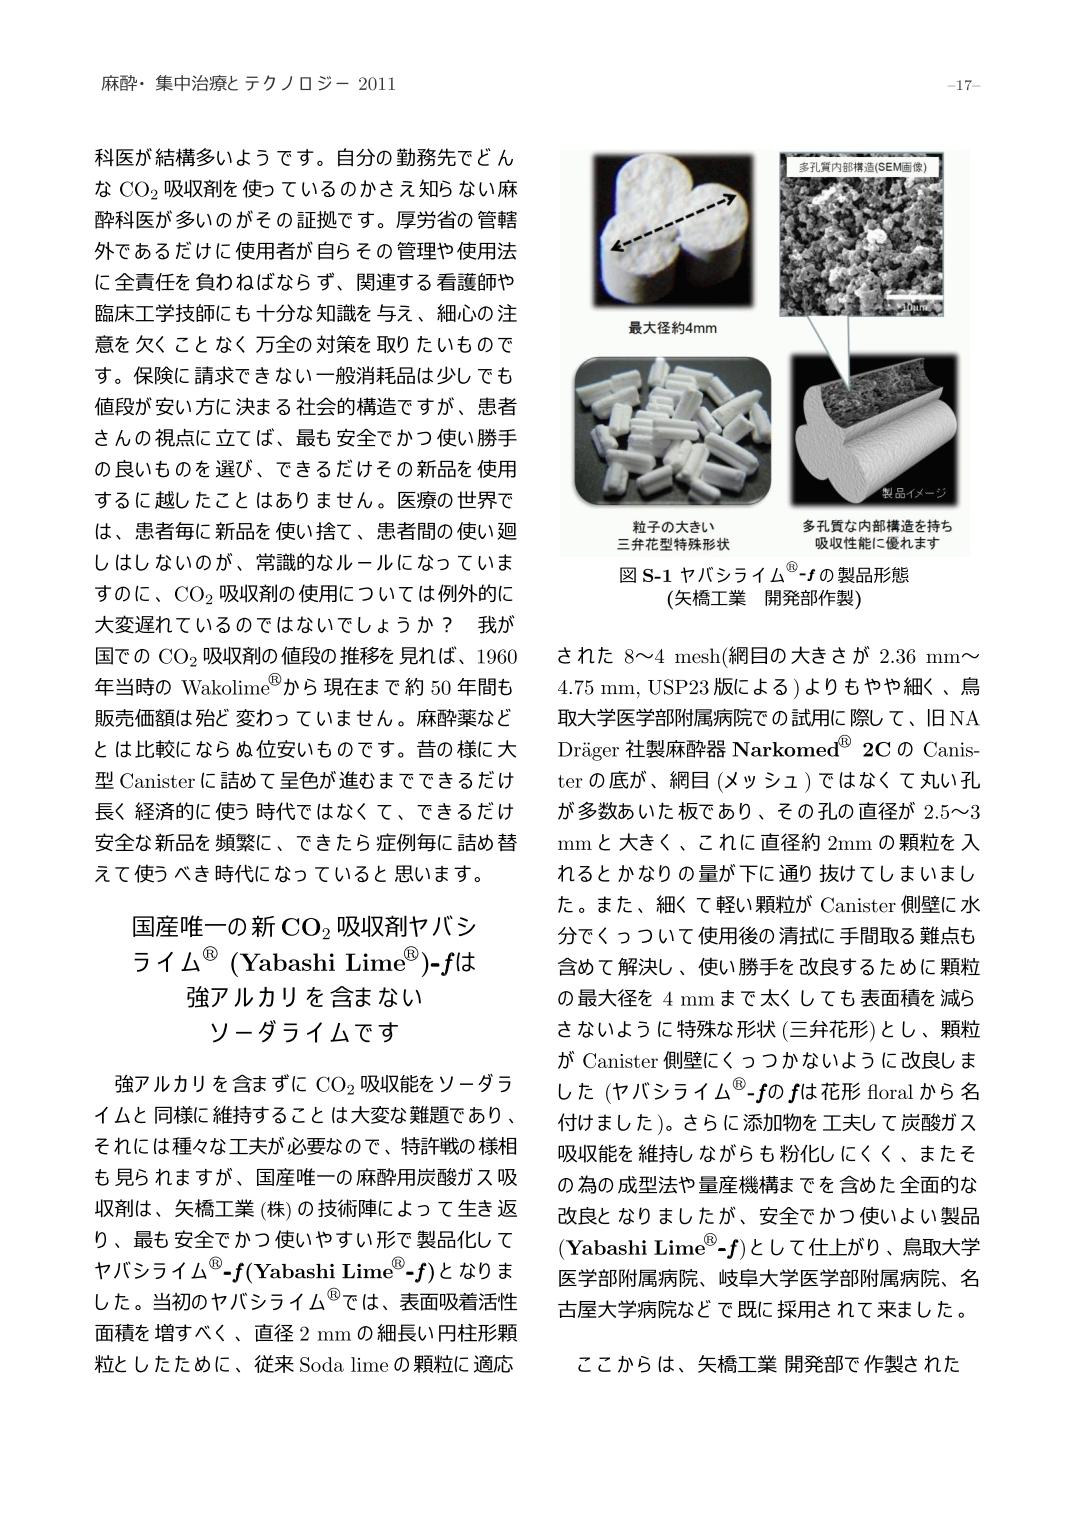 麻酔・集中治療とテクノロジー 2011
–17–
科医が結構多いようです。自分の勤務先でどん
な CO₂ 吸収剤を使っているのかさえ知らない麻
酔科医が多いのがその証拠です。厚労省の管轄
外であるだけに使用者が自らその管理や使用法
に全責任を負わねばならず、関連する看護師や
臨床工学技師にも十分な知識を与え、細心の注
意を欠くことなく万全の対策を取りたいもので
す。保険に請求できない一般消耗品は少しでも
値段が安い方に決まる社会的構造ですが、患者
さんの視点に立てば、最も安全でかつ使い勝手
の良いものを選び、できるだけその新品を使用
するに越したことはありません。医療の世界で
は、患者毎に新品を使い捨て、患者間の使い廻
しはしないのが、常識的なルールになっていま
すのに、CO₂ 吸収剤の使用については例外的に
大変遅れているのではないでしょうか？　我が
国での CO₂ 吸収剤の値段の推移を見れば、1960
年当時の Wakolime®から現在まで約 50 年間も
販売価額は殆ど変わっていません。麻酔薬など
とは比較にならぬ位安いものです。昔の様に大
型 Canister に詰めて呈色が進むまでできるだけ
長く経済的に使う時代ではなくて、できるだけ
安全な新品を頻繁に、できたら症例毎に詰め替
えて使うべき時代になっていると思います。
国産唯一の新 CO₂ 吸収剤ヤバシ
ライム® (Yabashi Lime®)-fは
強アルカリを含まない
ソーダライムです
強アルカリを含まずに CO₂ 吸収能をソーダラ
イムと同様に維持することは大変な難題であり、
それには種々な工夫が必要なので、特許戦の様相
も見られますが、国産唯一の麻酔用炭酸ガス吸
収剤は、矢橋工業 (株) の技術陣によって生き返
り、最も安全でかつ使いやすい形で製品化して
ヤバシライム®-f(Yabashi Lime®-f)となりま
した。当初のヤバシライム®では、表面吸着活性
面積を増すべく、直径 2 mm の細長い円柱形顆
粒としたために、従来 Soda lime の顆粒に適応
多孔質内部構造(SEM画像)
10μm
最大径約4mm
製品イメージ
粒子の大きい
三弁花型特殊形状
多孔質な内部構造を持ち
吸収性能に優れます
図 S-1 ヤバシライム®-f の製品形態
(矢橋工業　開発部作製)
された 8～4 mesh(網目の大きさが 2.36 mm～
4.75 mm, USP23 版による) よりもやや細く、鳥
取大学医学部附属病院での試用に際して、旧 NA
Dräger 社製麻酔器 Narkomed® 2C の Canis-
ter の底が、網目 (メッシュ) ではなくて丸い孔
が多数あいた板であり、その孔の直径が 2.5～3
mm と大きく、これに直径約 2mm の顆粒を入
れるとかなりの量が下に通り抜けてしまいまし
た。また、細くて軽い顆粒が Canister 側壁に水
分でくっついて使用後の清拭に手間取る難点も
含めて解決し、使い勝手を改良するために顆粒
の最大径を 4 mm まで太くしても表面積を減ら
さないように特殊な形状 (三弁花形)とし、顆粒
が Canister 側壁にくっつかないように改良しま
した (ヤバシライム®-fの fは花形 floral から名
付けました)。さらに添加物を工夫して炭酸ガス
吸収能を維持しながらも粉化しにくく、またそ
の為の成型法や量産機構までを含めた全面的な
改良となりましたが、安全でかつ使いよい製品
(Yabashi Lime®-f)として仕上がり、鳥取大学
医学部附属病院、岐阜大学医学部附属病院、名
古屋大学病院などで既に採用されて来ました。
ここからは、矢橋工業 開発部で作製された